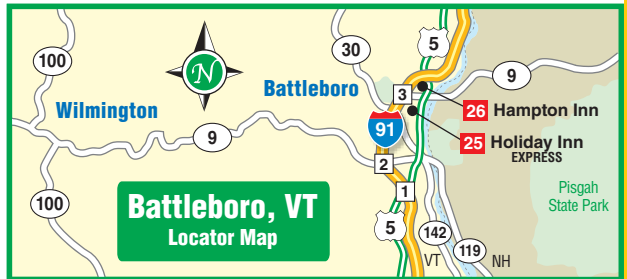 100
30
5
9
N
Battleboro
3
26 Hampton Inn
Wilmington
91
25 Holiday Inn
EXPRESS
9
2
1
Pisgah
State Park
100
Battleboro, VT
Locator Map
5
142
119
VT
NH